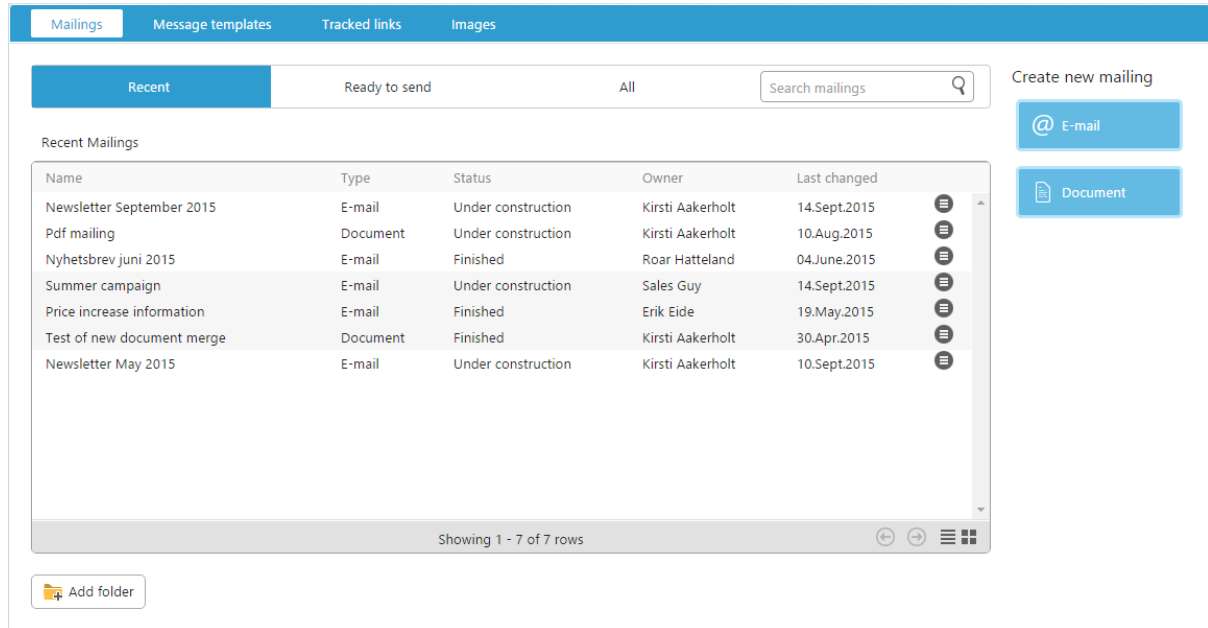 Mailings Message templates Tracked links Images
Recent Ready to send All Search mailings
Create new mailing
@ E-mail
Document
Recent Mailings
Name Type Status Owner Last changed
Newsletter September 2015 E-mail Under construction Kirsti Aakerholt 14.Sept.2015
Pdf mailing Document Under construction Kirsti Aakerholt 10.Aug.2015
Nyhetsbrev juni 2015 E-mail Finished Roar Hatteland 04.June.2015
Summer campaign E-mail Under construction Sales Guy 14.Sept.2015
Price increase information E-mail Finished Erik Eide 19.May.2015
Test of new document merge Document Finished Kirsti Aakerholt 30.Apr.2015
Newsletter May 2015 E-mail Under construction Kirsti Aakerholt 10.Sept.2015
Showing 1 - 7 of 7 rows
Add folder